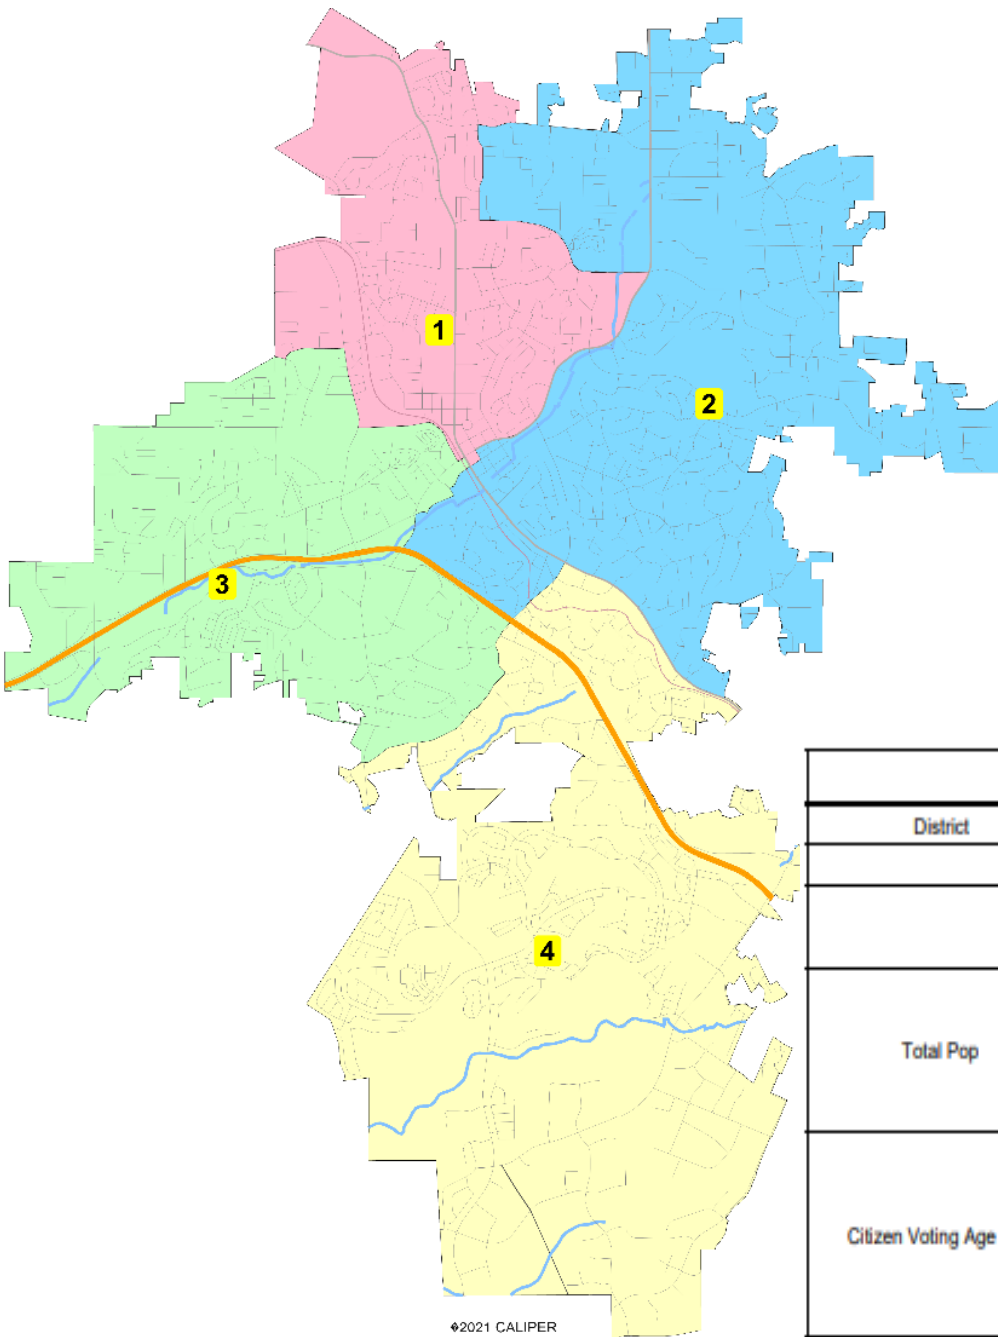 1
2
3
4
District
Total Pop
Citizen Voting Age
�2021 CALIPER